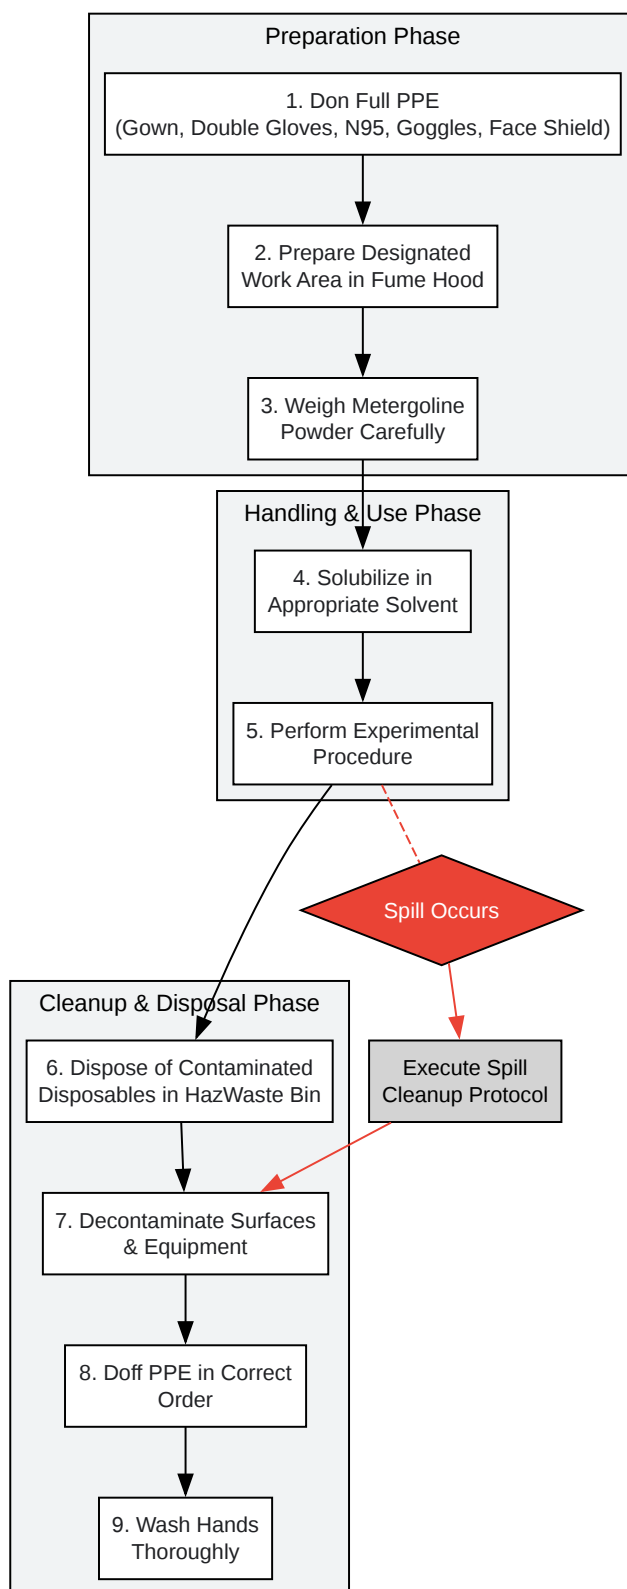 Preparation Phase
1. Don Full PPE
(Gown, Double Gloves, N95, Goggles, Face Shield)
2. Prepare Designated
Work Area in Fume Hood
3. Weigh Metergoline
Powder Carefully
Handling & Use Phase
4. Solubilize in
Appropriate Solvent
5. Perform Experimental
Procedure
Spill Occurs
Cleanup & Disposal Phase
6. Dispose of Contaminated
Disposables in HazWaste Bin
Execute Spill
Cleanup Protocol
7. Decontaminate Surfaces
& Equipment
8. Doff PPE in Correct
Order
9. Wash Hands
Thoroughly